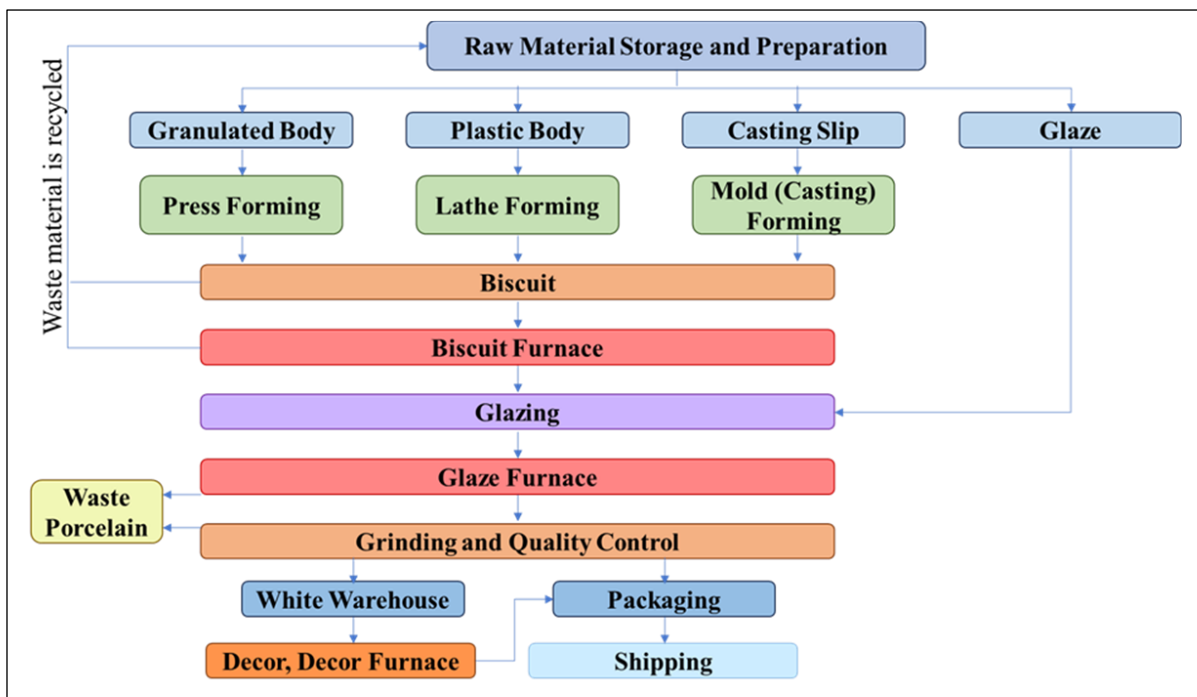 Raw Material Storage and Preparation
Waste material is recycled
Granulated Body
Plastic Body
Casting Slip
Glaze
Press Forming
Lathe Forming
Mold (Casting)
Forming
Biscuit
Biscuit Furnace
Glazing
Glaze Furnace
Waste
Porcelain
Grinding and Quality Control
White Warehouse
Packaging
Decor, Decor Furnace
Shipping